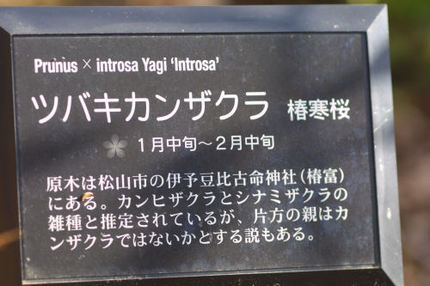 Prunus × introsa Yagi 'Introsa'
ツバキカンザクラ 椿寒桜
1月中旬～2月中旬
原木は松山市の伊予豆比古命神社(椿富)
にある。カンヒザクラとシナミザクラの
雑種と推定されているが、片方の親はカ
ンザクラではないかとする説もある。